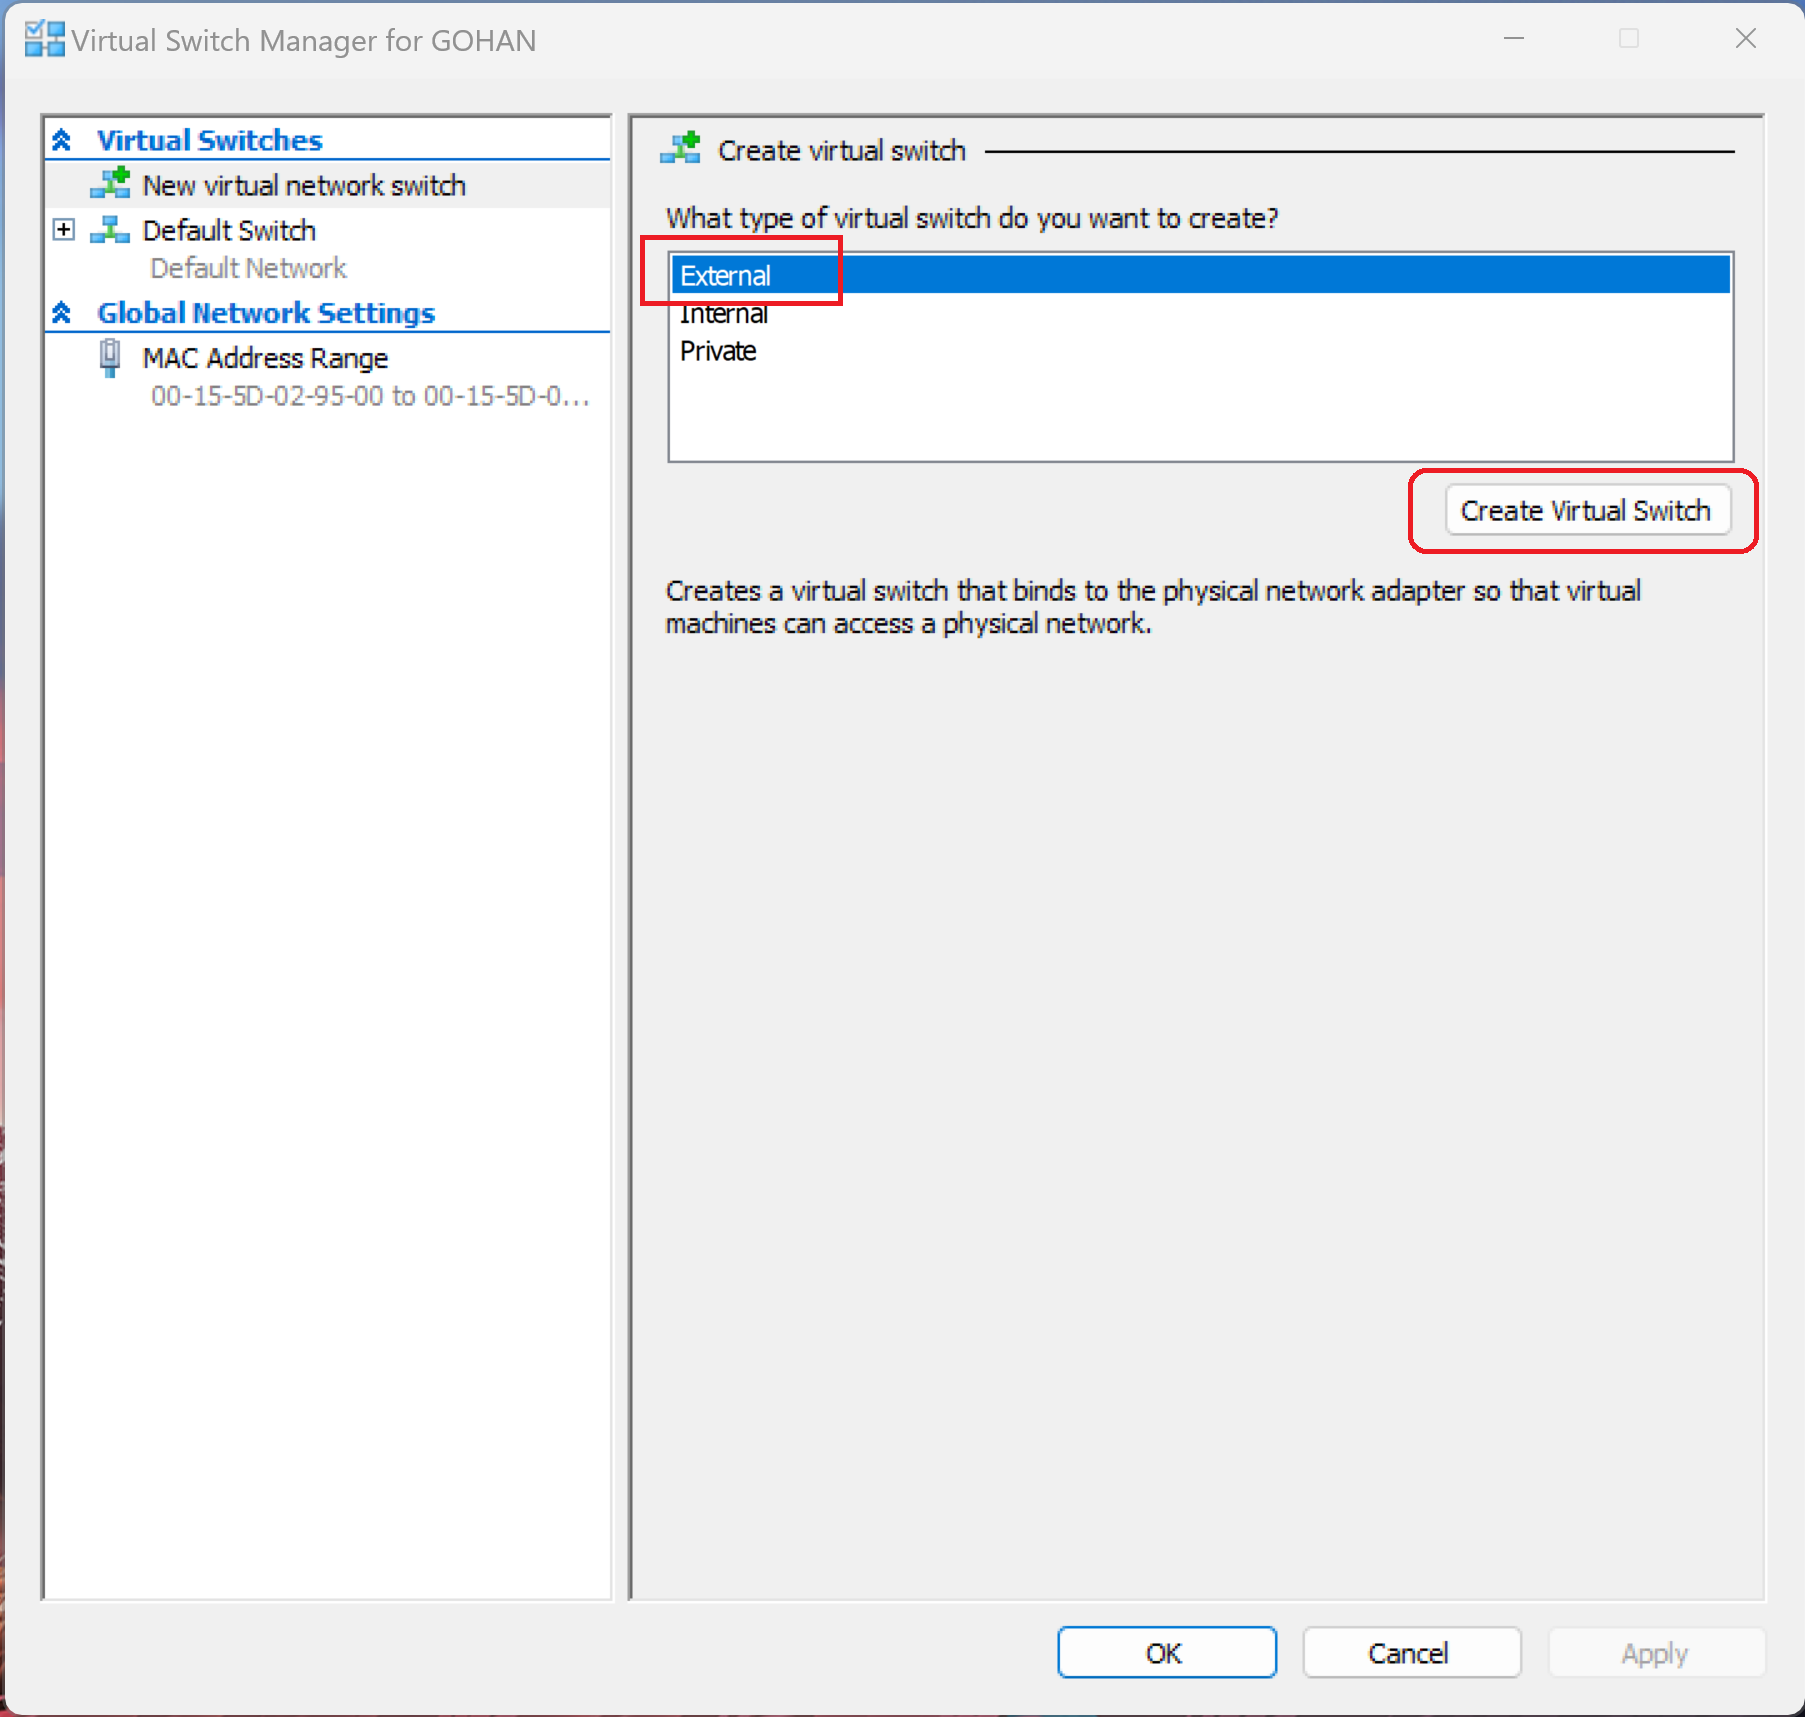 Virtual Switch Manager for GOHAN
Virtual Switches
New virtual network switch
Default Switch
Default Network
Global Network Settings
MAC Address Range
00-15-5D-02-95-00 to 00-15-5D-0...
Create virtual switch
What type of virtual switch do you want to create?
External
Internal
Private
Create Virtual Switch
Creates a virtual switch that binds to the physical network adapter so that virtual
machines can access a physical network.
OK
Cancel
Apply